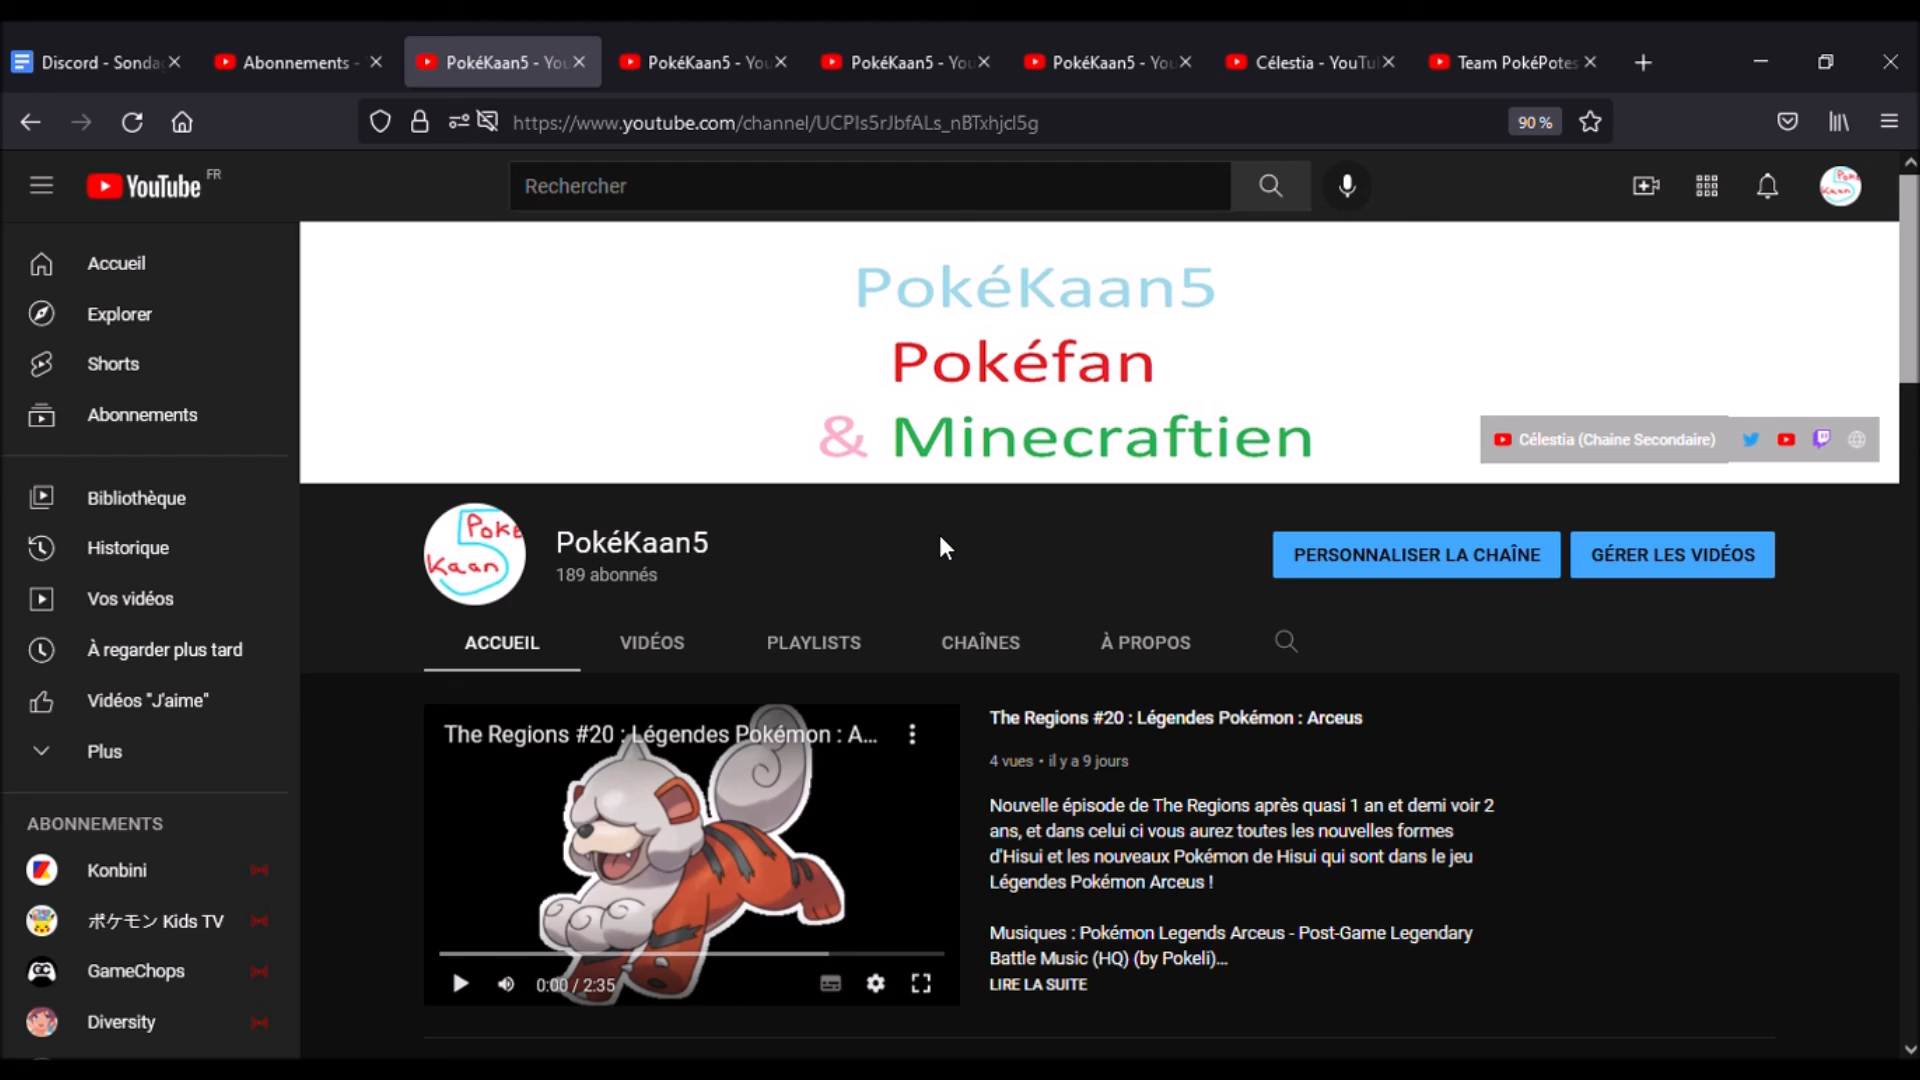 Discord - Sonda
Abonnements -
PokéKaan5 - You
PokéKaan5 - You
PokéKaan5 - You
PokéKaan5 - You
Célestia - YouTu
Team PokéPotes
https://www.youtube.com/channel/UCPIs5rJbfALs_nBTxhjcl5g
90 %
YouTube FR
Rechercher
Accueil
Explorer
Shorts
Abonnements
Bibliothèque
Historique
Vos vidéos
À regarder plus tard
Vidéos "J'aime"
Plus
ABONNEMENTS
Konbini
ポケモン Kids TV
GameChops
Diversity
PokéKaan5
Pokéfan
& Minecraftien
Célestia (Chaine Secondaire)
Poké
5
Kaan
PokéKaan5
189 abonnés
PERSONNALISER LA CHAÎNE
GÉRER LES VIDÉOS
ACCUEIL
VIDÉOS
PLAYLISTS
CHAÎNES
À PROPOS
The Regions #20 : Légendes Pokémon : A...
0:00 / 2:35
The Regions #20 : Légendes Pokémon : Arceus
4 vues • il y a 9 jours
Nouvelle épisode de The Regions après quasi 1 an et demi voir 2
ans, et dans celui ci vous aurez toutes les nouvelles formes
d'Hisui et les nouveaux Pokémon de Hisui qui sont dans le jeu
Légendes Pokémon Arceus !
Musiques : Pokémon Legends Arceus - Post-Game Legendary
Battle Music (HQ) (by Pokeli)...
LIRE LA SUITE